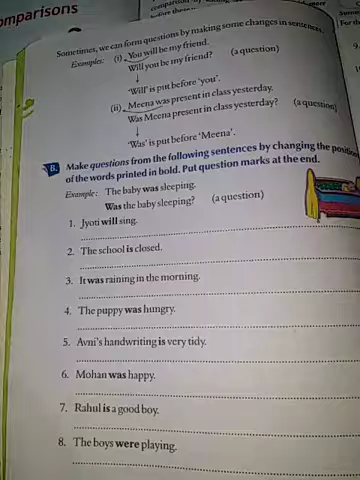 omparisons
Sometimes, we can form questions by making some changes in sentences.
Examples: (i) You will be my friend.
Will you be my friend? (a question)
'Will' is put before 'you'.
(ii) Meena was present in class yesterday.
Was Meena present in class yesterday? (a question)
'Was' is put before 'Meena'.
B. Make questions from the following sentences by changing the position
of the words printed in bold. Put question marks at the end.
Example: The baby was sleeping.
Was the baby sleeping? (a question)
1. Jyoti will sing.
2. The school is closed.
3. It was raining in the morning.
4. The puppy was hungry.
5. Avni's handwriting is very tidy.
6. Mohan was happy.
7. Rahul is a good boy.
8. The boys were playing.